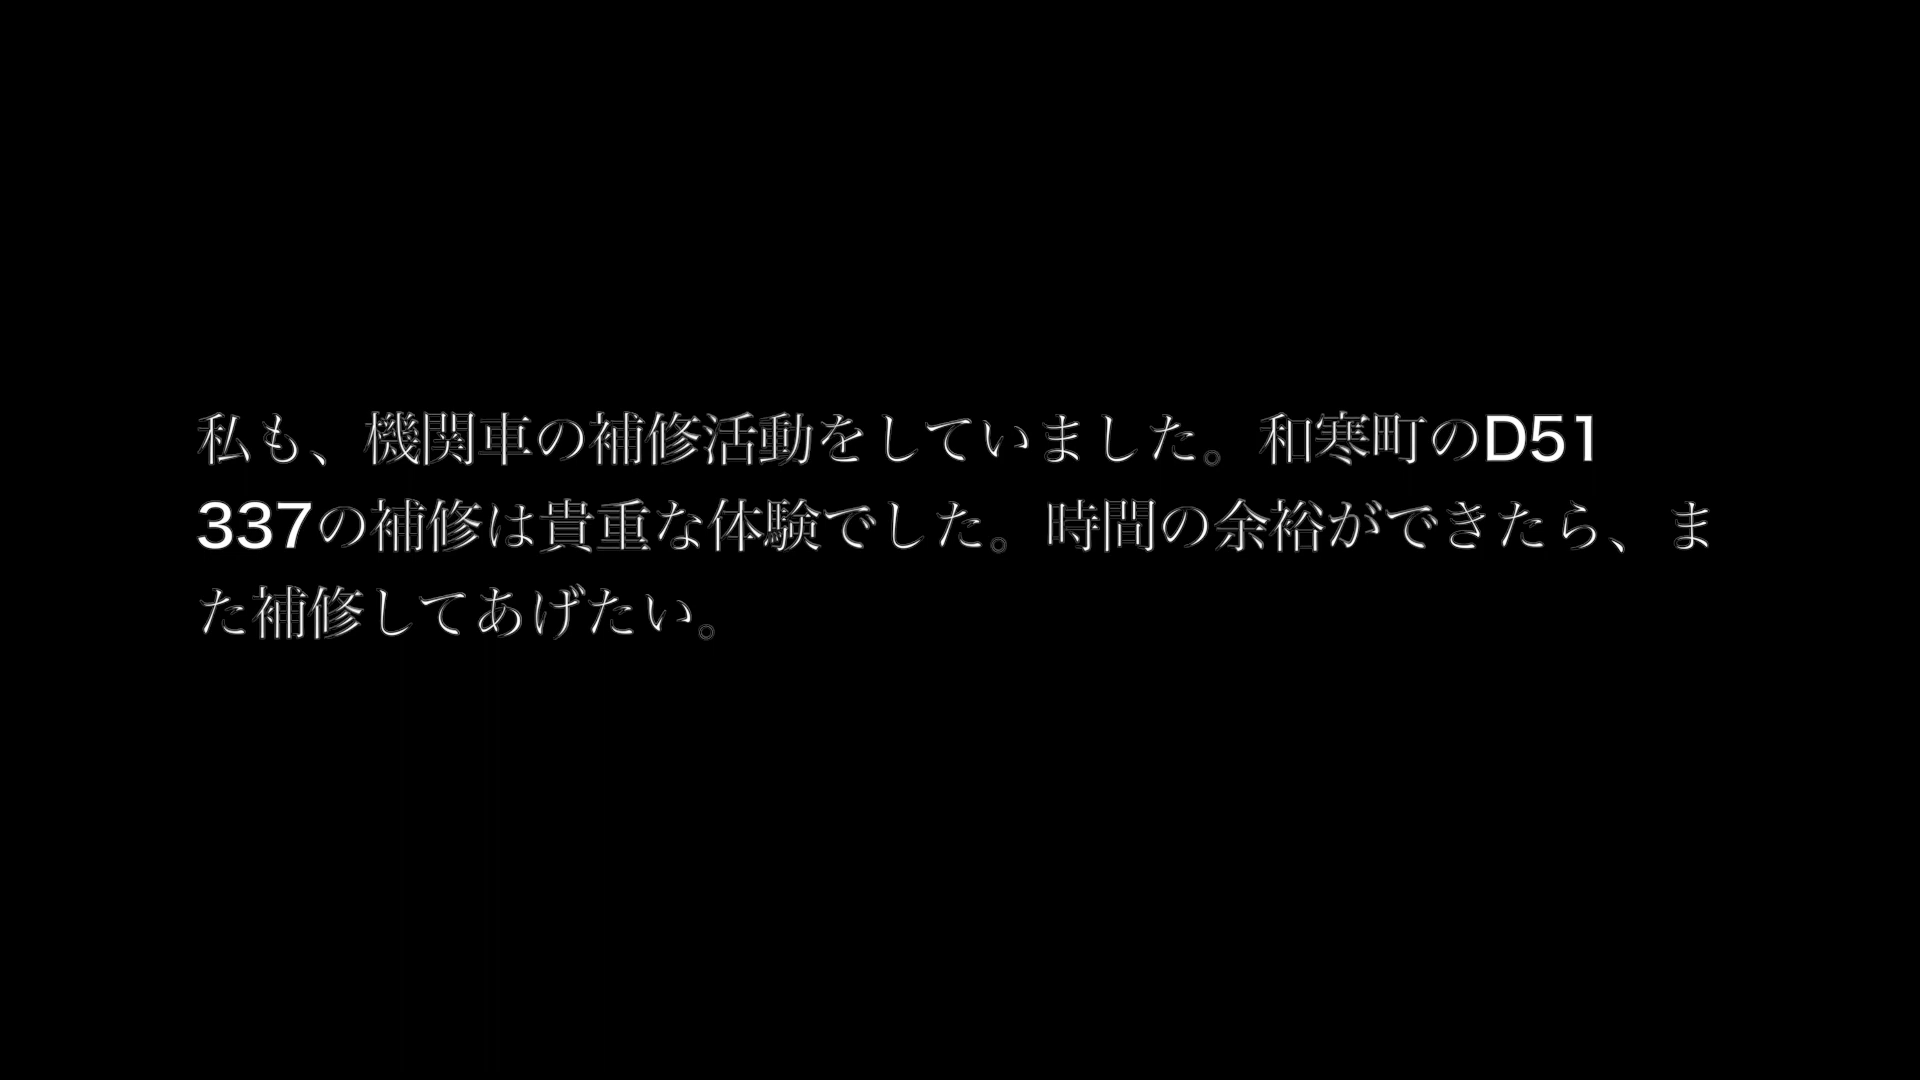 私も、機関車の補修活動をしていました。和寒町のD51
337の補修は貴重な体験でした。時間の余裕ができたら、ま
た補修してあげたい。